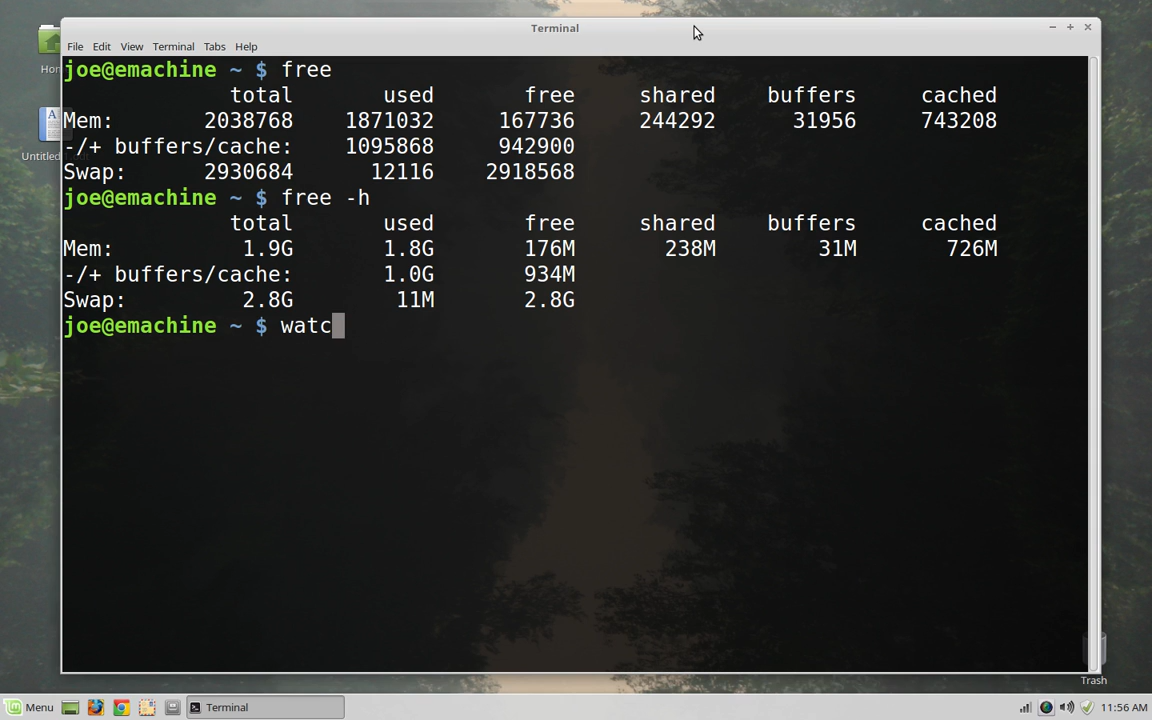 Terminal
File Edit View Terminal Tabs Help
joe@emachine ~ $ free
total used free shared buffers cached
Mem: 2038768 1871032 167736 244292 31956 743208
-/+ buffers/cache: 1095868 942900
Swap: 2930684 12116 2918568
joe@emachine ~ $ free -h
total used free shared buffers cached
Mem: 1.9G 1.8G 176M 238M 31M 726M
-/+ buffers/cache: 1.0G 934M
Swap: 2.8G 11M 2.8G
joe@emachine ~ $ watc
Trash
Menu Terminal 11:56 AM